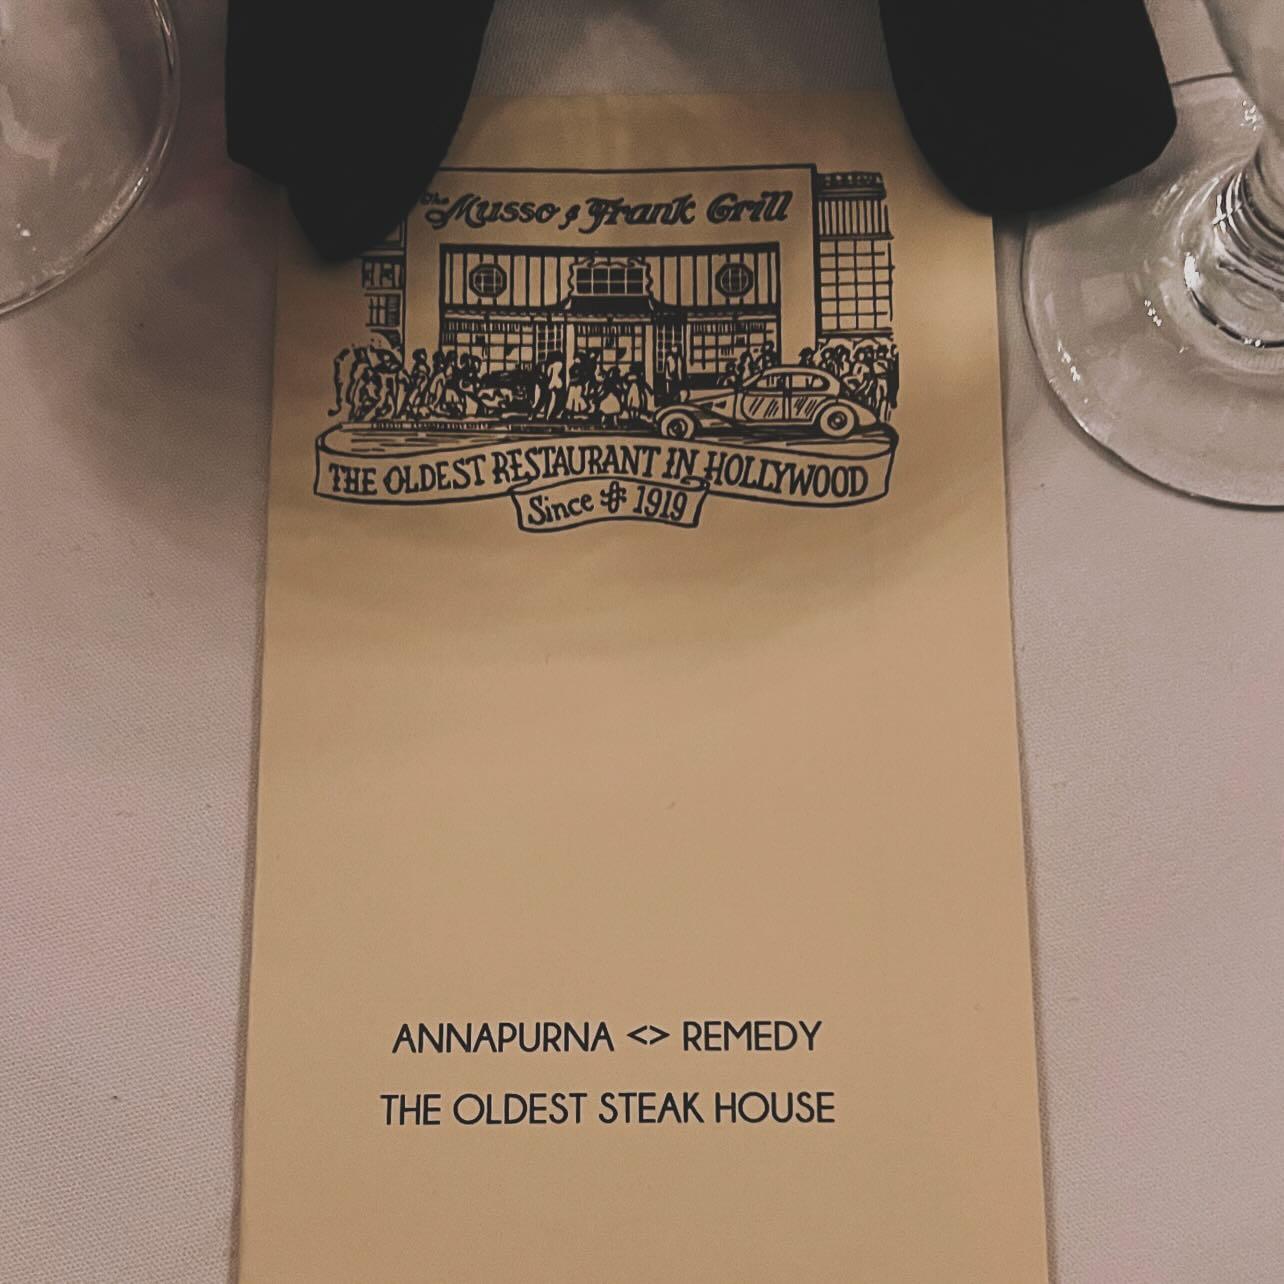 The Musso & Frank Grill
THE OLDEST RESTAURANT IN HOLLYWOOD
Since 1919
ANNAPURNA <> REMEDY
THE OLDEST STEAK HOUSE